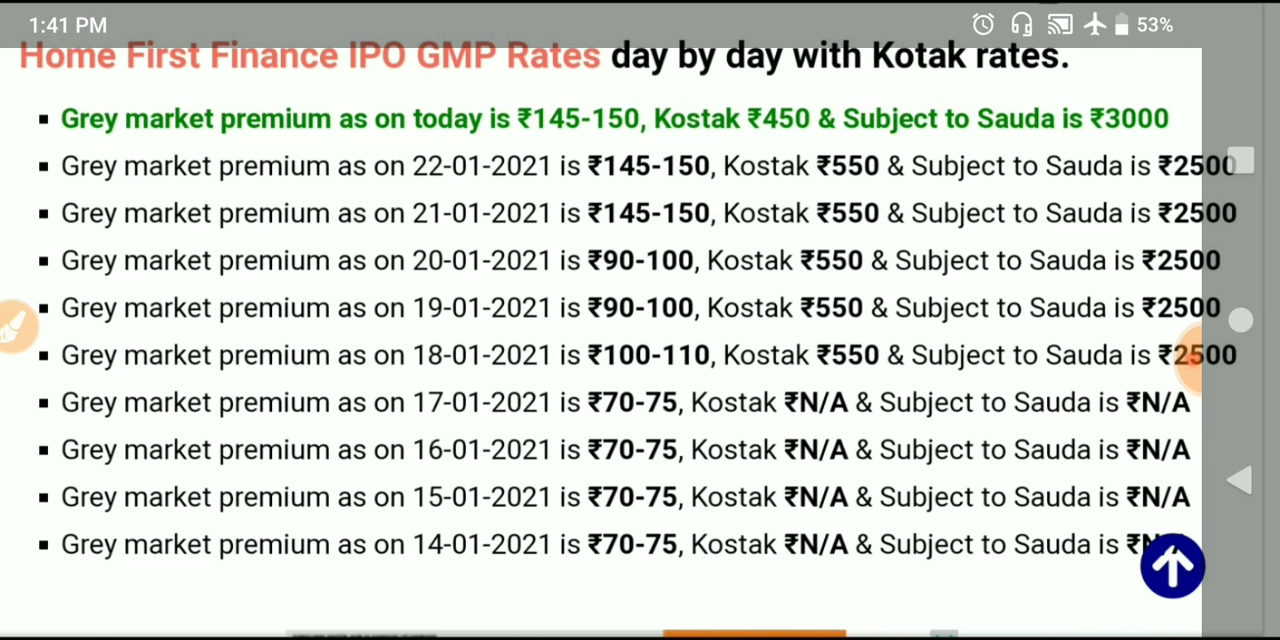 1:41 PM
53%
Home First Finance IPO GMP Rates day by day with Kotak rates.
Grey market premium as on today is ₹145-150, Kostak ₹450 & Subject to Sauda is ₹3000
Grey market premium as on 22-01-2021 is ₹145-150, Kostak ₹550 & Subject to Sauda is ₹2500
Grey market premium as on 21-01-2021 is ₹145-150, Kostak ₹550 & Subject to Sauda is ₹2500
Grey market premium as on 20-01-2021 is ₹90-100, Kostak ₹550 & Subject to Sauda is ₹2500
Grey market premium as on 19-01-2021 is ₹90-100, Kostak ₹550 & Subject to Sauda is ₹2500
Grey market premium as on 18-01-2021 is ₹100-110, Kostak ₹550 & Subject to Sauda is ₹2500
Grey market premium as on 17-01-2021 is ₹70-75, Kostak ₹N/A & Subject to Sauda is ₹N/A
Grey market premium as on 16-01-2021 is ₹70-75, Kostak ₹N/A & Subject to Sauda is ₹N/A
Grey market premium as on 15-01-2021 is ₹70-75, Kostak ₹N/A & Subject to Sauda is ₹N/A
Grey market premium as on 14-01-2021 is ₹70-75, Kostak ₹N/A & Subject to Sauda is